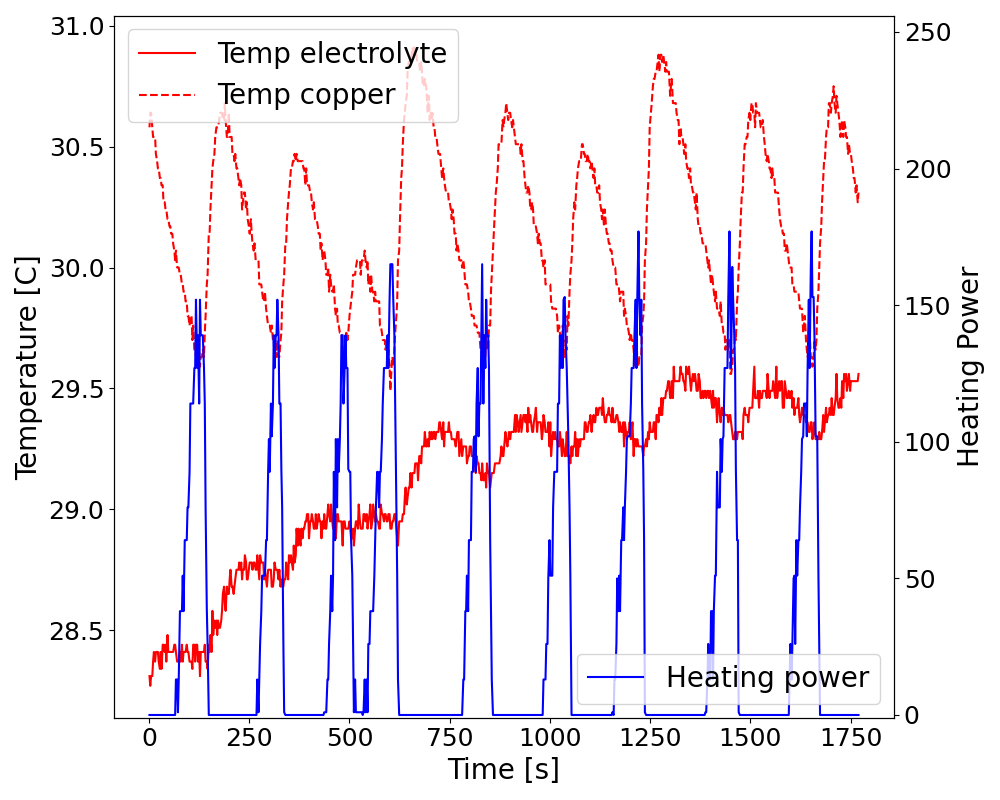 Temp electrolyte
Temp copper
Heating power
Temperature [C]
31.0
30.5
30.0
29.5
29.0
28.5
Heating Power
250
200
150
100
50
0
0 250 500 750 1000 1250 1500 1750
Time [s]